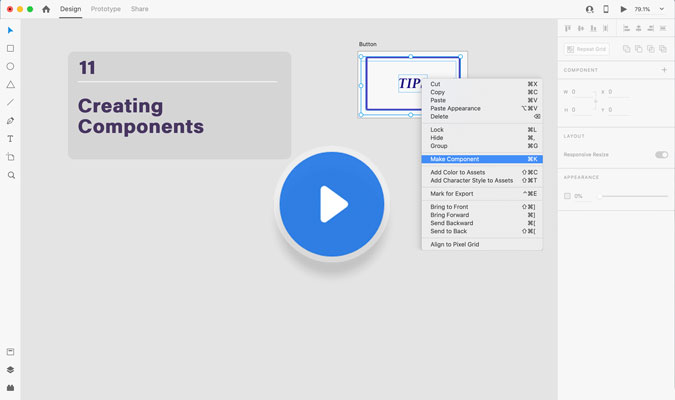 Design Prototype Share
79.1%
11
Creating
Components
Button
TIP
Cut ⌘X
Copy ⌘C
Paste ⌘V
Paste Appearance ⌥⌘V
Delete ⌫
Lock ⌘L
Hide ⌘,
Group ⌘G
Make Component ⌘K
Add Color to Assets ⇧⌘C
Add Character Style to Assets ⇧⌘T
Mark for Export ^⌘E
Bring to Front ⇧⌘]
Bring Forward ⌘]
Send Backward ⌘[
Send to Back ⇧⌘[
Align to Pixel Grid
Repeat Grid
COMPONENT
W 0 X 0
H 0 Y 0
LAYOUT
Responsive Resize
APPEARANCE
0%